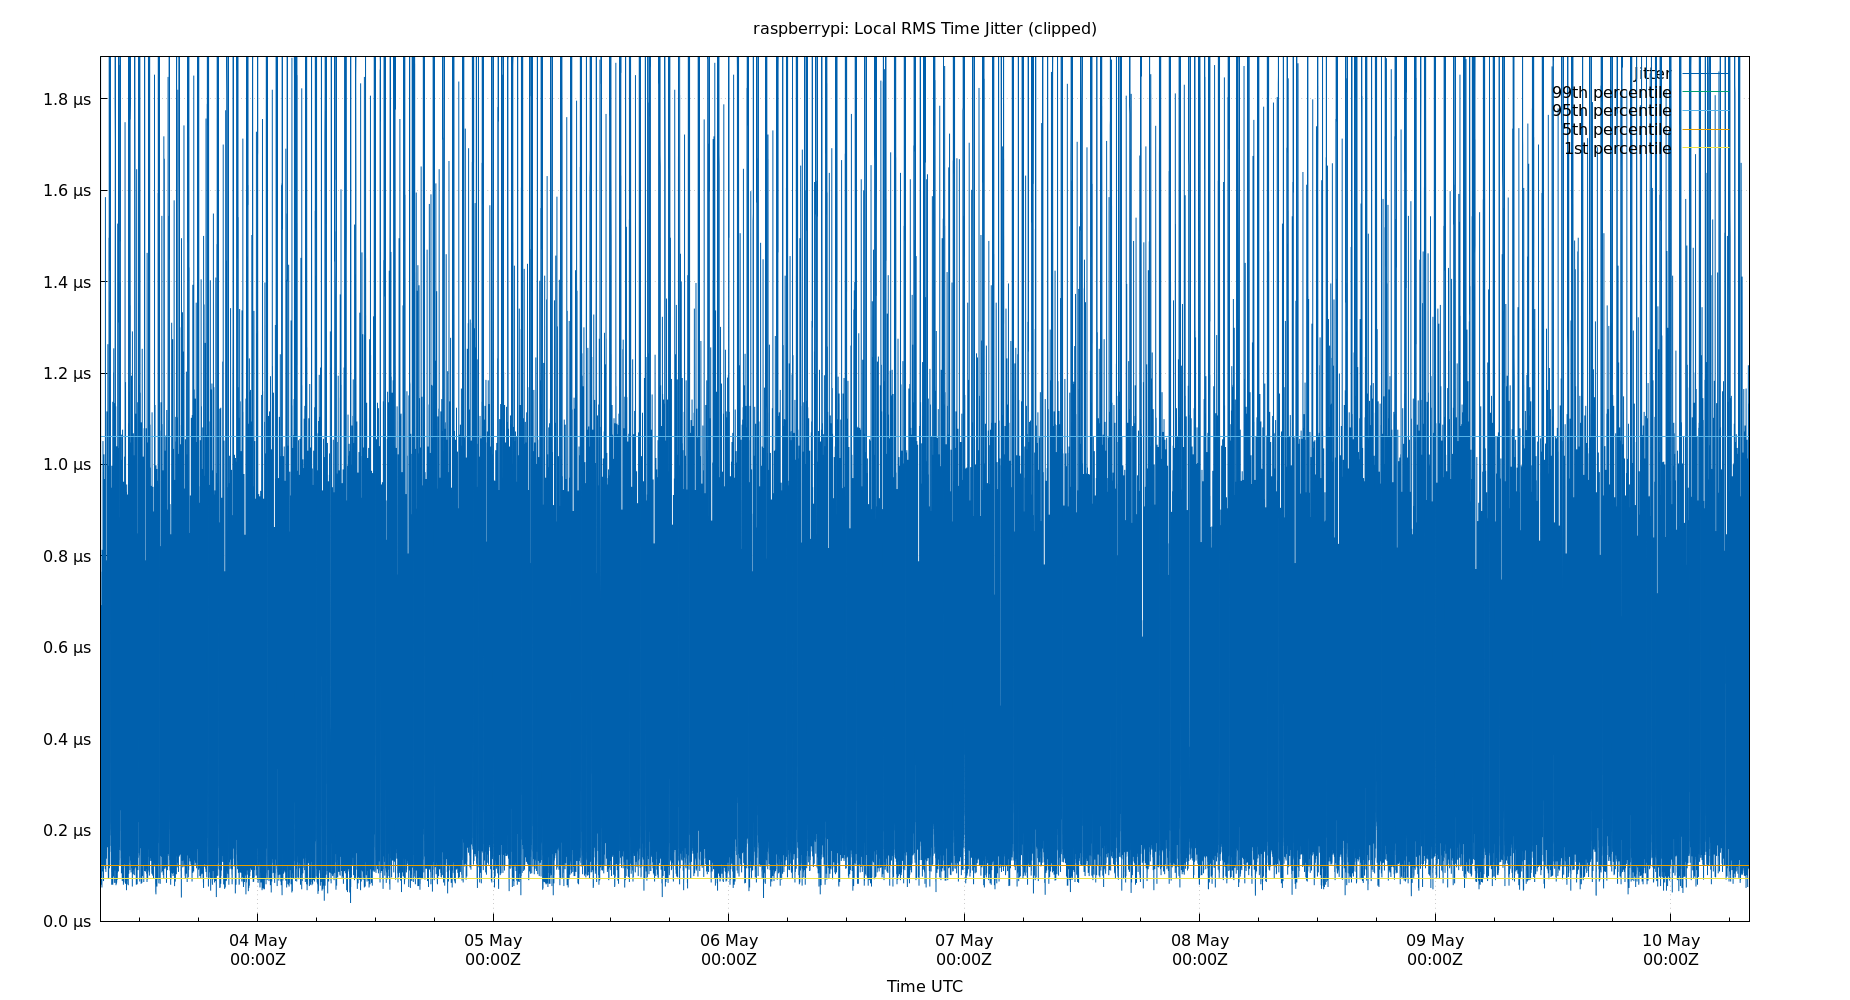 raspberrypi: Local RMS Time Jitter (clipped)
jitter
99th percentile
95th percentile
5th percentile
1st percentile
1.8 µs
1.6 µs
1.4 µs
1.2 µs
1.0 µs
0.8 µs
0.6 µs
0.4 µs
0.2 µs
0.0 µs
04 May 05 May 06 May 07 May 08 May 09 May 10 May
00:00Z 00:00Z 00:00Z 00:00Z 00:00Z 00:00Z 00:00Z
Time UTC